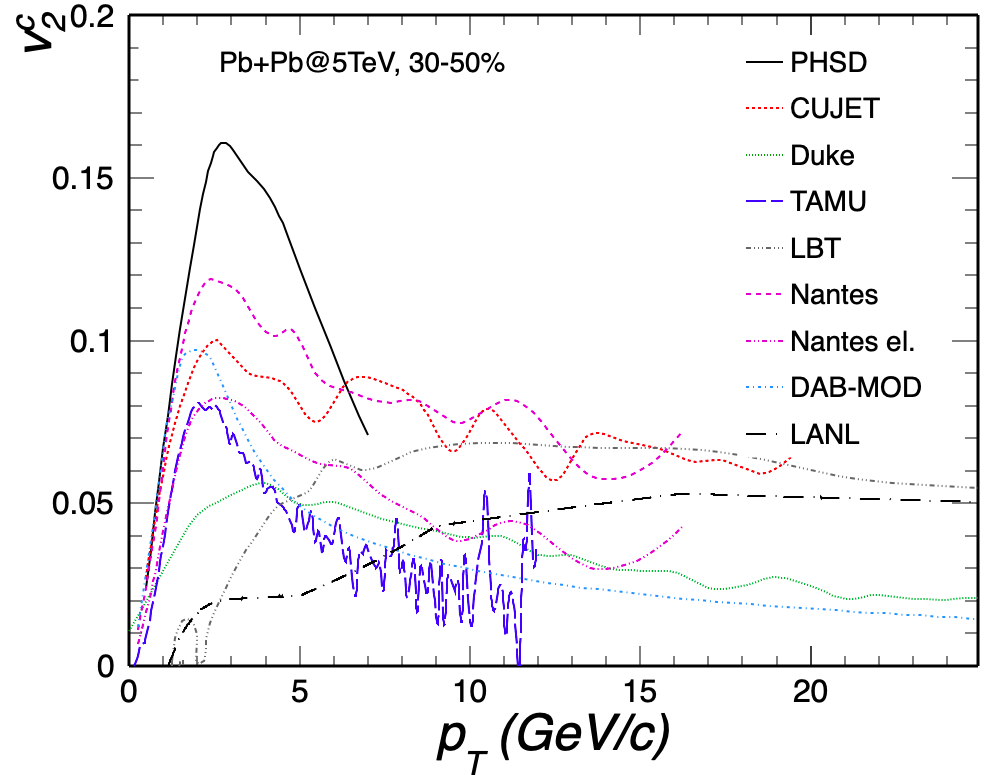 v₂ᶜ
0.2
0.15
0.1
0.05
0
Pb+Pb@5TeV, 30-50%
PHSD
CUJET
Duke
TAMU
LBT
Nantes
Nantes el.
DAB-MOD
LANL
0 5 10 15 20
p_T (GeV/c)